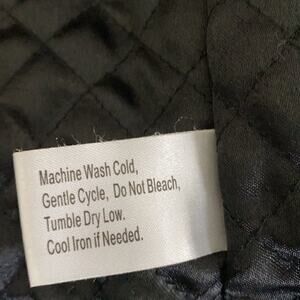 Machine Wash Cold,
Gentle Cycle, Do Not Bleach,
Tumble Dry Low.
Cool Iron if Needed.